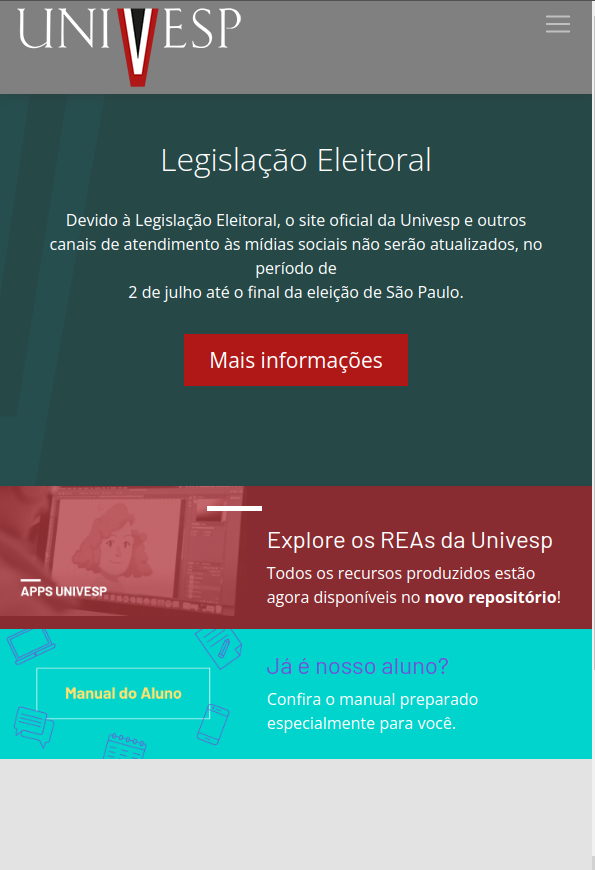 UNIVESP
Legislação Eleitoral
Devido à Legislação Eleitoral, o site oficial da Univesp e outros
canais de atendimento às mídias sociais não serão atualizados, no
período de
2 de julho até o final da eleição de São Paulo.
Mais informações
APPS UNIVESP
Explore os REAs da Univesp
Todos os recursos produzidos estão
agora disponíveis no novo repositório!
Manual do Aluno
Já é nosso aluno?
Confira o manual preparado
especialmente para você.